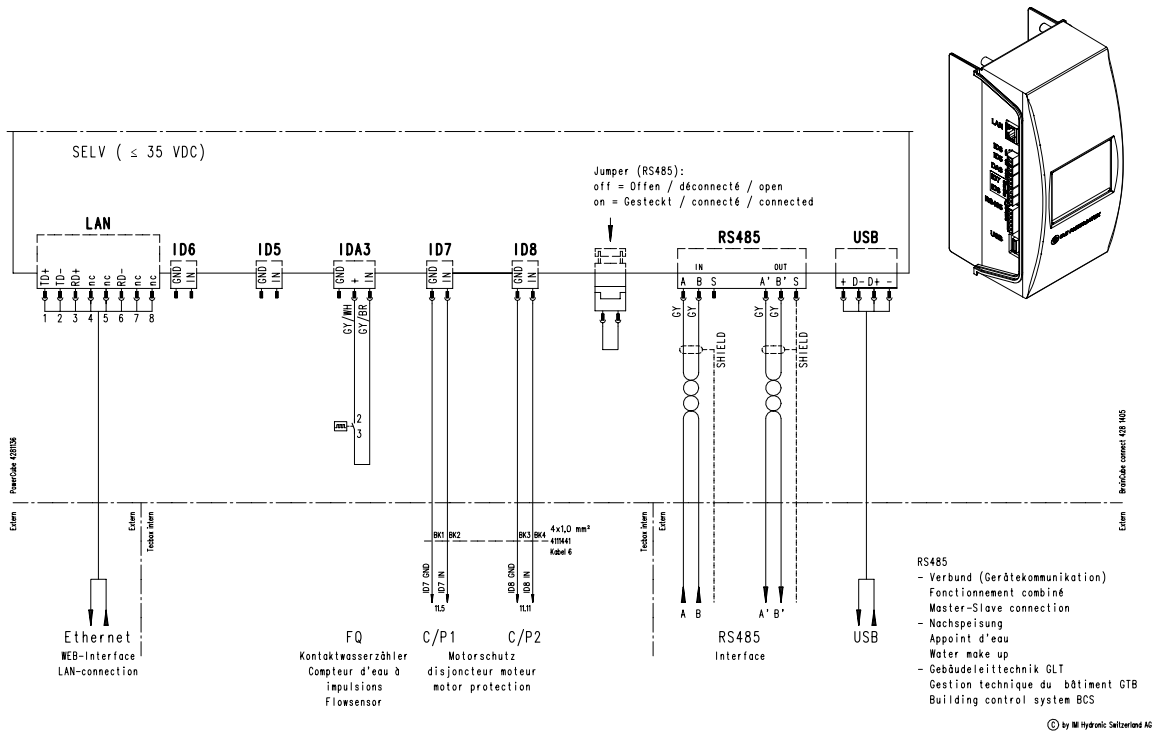 LAN
ID6
ID5
IDA3
ID7
ID8
RS485
USB
SELV ( ≤ 35 VDC)
Jumper (RS485):
off = Offen / déconnecté / open
on = Gesteckt / connecté / connected
LAN
ID6
ID5
IDA3
ID7
ID8
RS485
USB
IN
OUT
TD+
TD-
RD+
nc
nc
RD-
nc
nc
GND
IN
GND
IN
GND
+
IN
GND
IN
GND
IN
A B S
A' B' S
+ D- D+ -
1 2 3 4 5 6 7 8
GY/WH
GY/BR
GY
GY
GY
GY
SHIELD
SHIELD
2
3
PowerCube 4281136
BrainCube connect 428 1405
Extern
Extern
Tecbox intern
Tecbox intern
Extern
Extern
BK1 BK2
BK3 BK4
4x1,0 mm²
4111441
Kabel 6
ID7 GND
ID7 IN
ID8 GND
ID8 IN
11.5
11.11
A B
A' B'
Ethernet
WEB-Interface
LAN-connection
FQ
Kontaktwasserzähler
Compteur d'eau à
impulsions
Flowsensor
C/P1
C/P2
Motorschutz
disjoncteur moteur
motor protection
RS485
Interface
USB
RS485
- Verbund (Gerätekommunikation)
Fonctionnement combiné
Master-Slave connection
- Nachspeisung
Appoint d'eau
Water make up
- Gebäudeleittechnik GLT
Gestion technique du bâtiment GTB
Building control system BCS
© by IMI Hydronic Switzerland AG